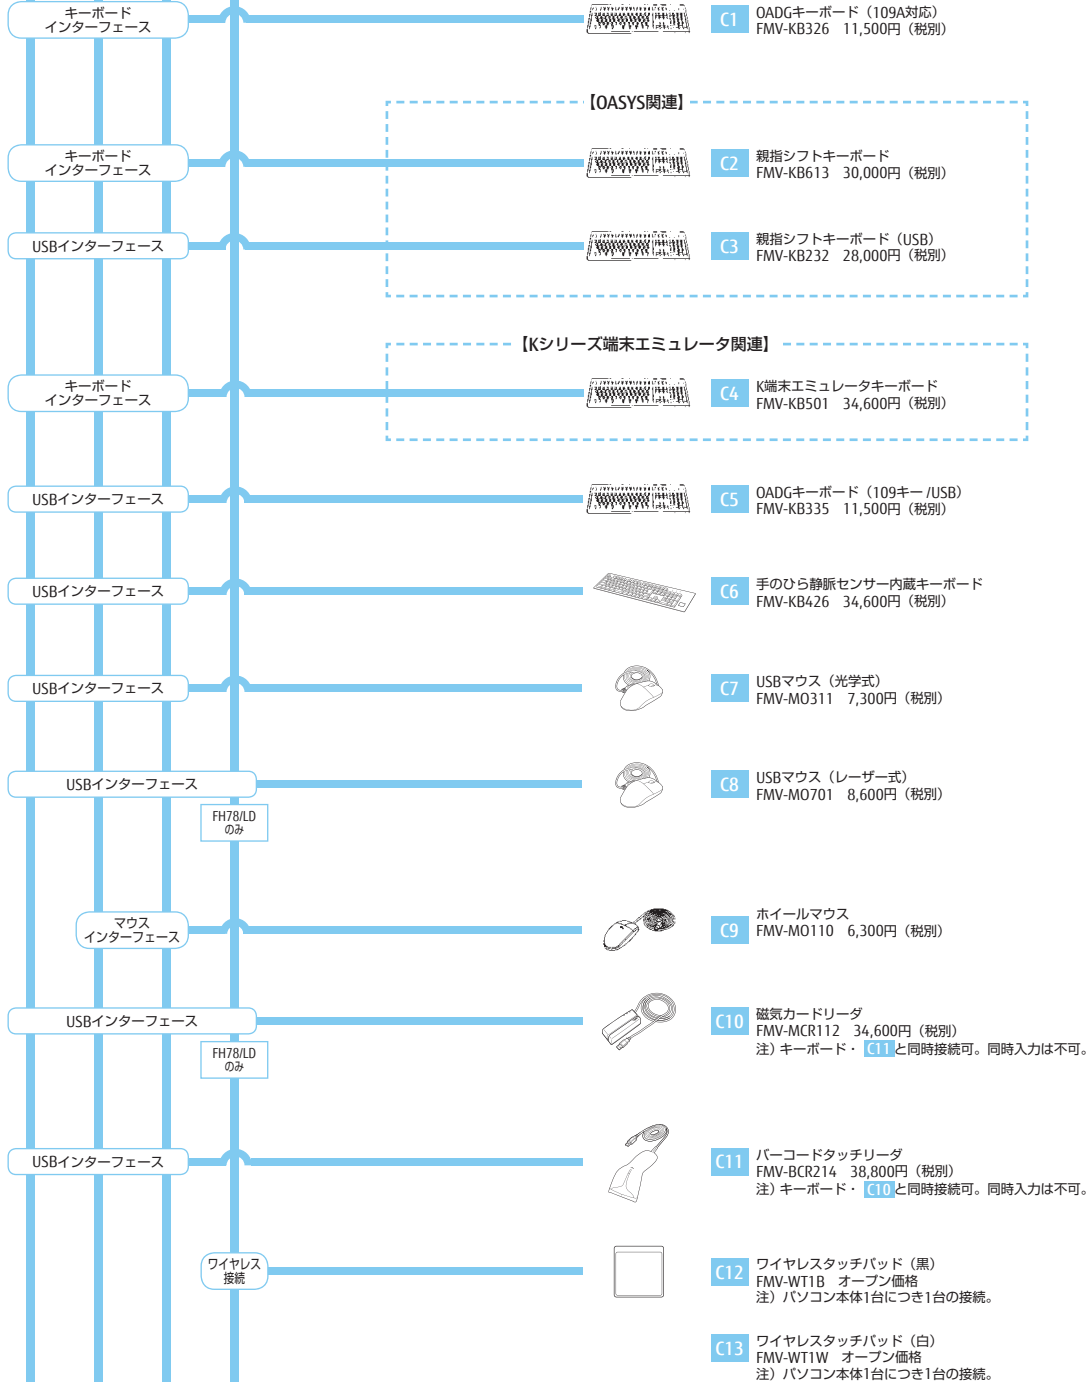 キーボード
インターフェース
C1
OADGキーボード（109A対応）
FMV-KB326　11,500円（税別）
【OASYS関連】
キーボード
インターフェース
C2
親指シフトキーボード
FMV-KB613　30,000円（税別）
USBインターフェース
C3
親指シフトキーボード（USB）
FMV-KB232　28,000円（税別）
【Kシリーズ端末エミュレータ関連】
キーボード
インターフェース
C4
K端末エミュレータキーボード
FMV-KB501　34,600円（税別）
USBインターフェース
C5
OADGキーボード（109キー /USB）
FMV-KB335　11,500円（税別）
USBインターフェース
C6
手のひら静脈センサー内蔵キーボード
FMV-KB426　34,600円（税別）
USBインターフェース
C7
USBマウス（光学式）
FMV-MO311　7,300円（税別）
USBインターフェース
FH78/LD
のみ
C8
USBマウス（レーザー式）
FMV-MO701　8,600円（税別）
マウス
インターフェース
C9
ホイールマウス
FMV-MO110　6,300円（税別）
USBインターフェース
FH78/LD
のみ
C10
磁気カードリーダ
FMV-MCR112　34,600円（税別）
注）キーボード・ C11 と同時接続可。同時入力は不可。
USBインターフェース
C11
バーコードタッチリーダ
FMV-BCR214　38,800円（税別）
注）キーボード・ C10 と同時接続可。同時入力は不可。
ワイヤレス
接続
C12
ワイヤレスタッチパッド（黒）
FMV-WT1B　オープン価格
注）パソコン本体1台につき1台の接続。
C13
ワイヤレスタッチパッド（白）
FMV-WT1W　オープン価格
注）パソコン本体1台につき1台の接続。